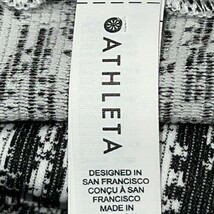 ATHLETA
DESIGNED IN
SAN FRANCISCO
CONÇU À SAN
FRANCISCO
MADE IN